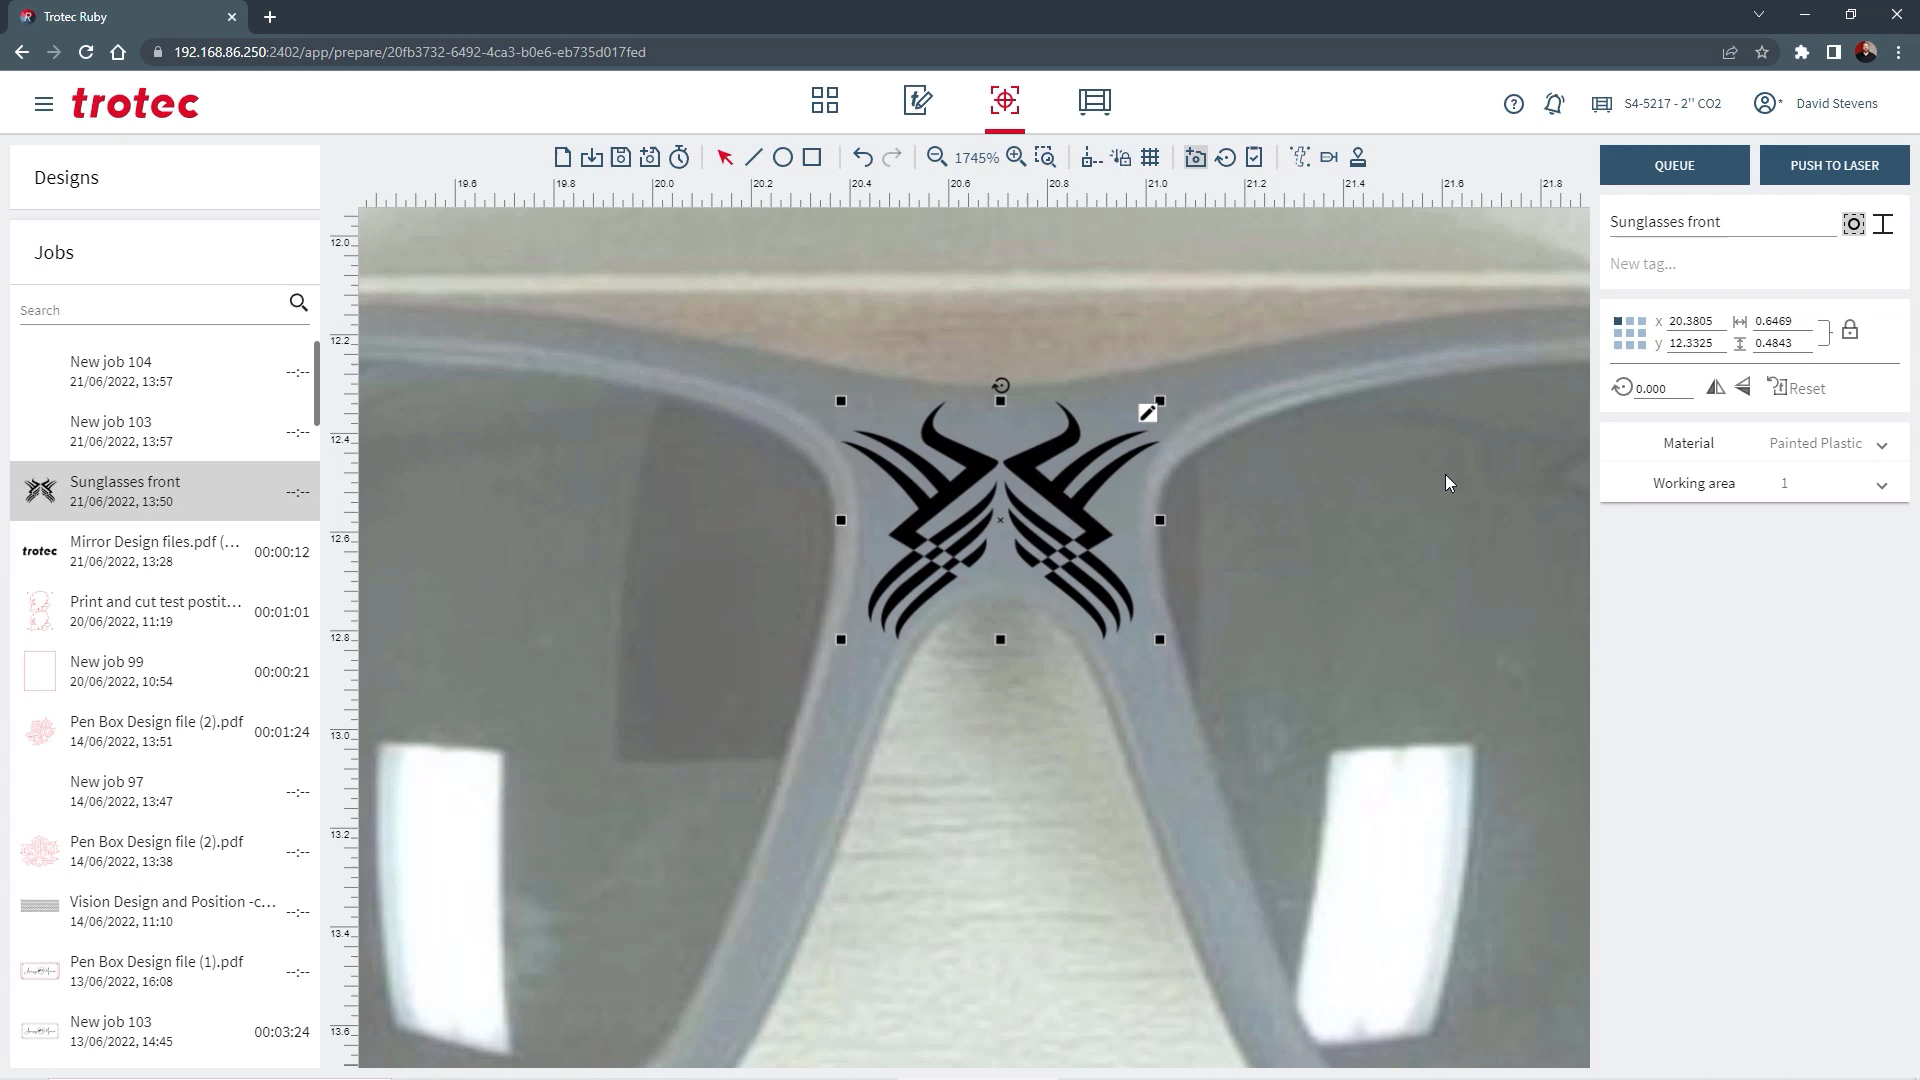 Trotec Ruby
192.168.86.250:2402/app/prepare/20fb3732-6492-4ca3-b0e6-eb735d017fed
trotec
S4-5217 - 2'' CO2
David Stevens
Designs
Jobs
Search
New job 104
21/06/2022, 13:57
--:--
New job 103
21/06/2022, 13:57
--:--
Sunglasses front
21/06/2022, 13:50
--:--
trotec
Mirror Design files.pdf (...
21/06/2022, 13:28
00:00:12
Print and cut test postit...
20/06/2022, 11:19
00:01:01
New job 99
20/06/2022, 10:54
00:00:21
Pen Box Design file (2).pdf
14/06/2022, 13:51
00:01:24
New job 97
14/06/2022, 13:47
--:--
Pen Box Design file (2).pdf
14/06/2022, 13:38
--:--
Vision Design and Position -c...
14/06/2022, 11:10
--:--
Pen Box Design file (1).pdf
13/06/2022, 16:08
--:--
New job 103
13/06/2022, 14:45
00:03:24
1745%
19.6 19.8 20.0 20.2 20.4 20.6 20.8 21.0 21.2 21.4 21.6 21.8
12.0
12.2
12.4
12.6
12.8
13.0
13.2
13.4
13.6
QUEUE
PUSH TO LASER
Sunglasses front
New tag...
x 20.3805 0.6469
y 12.3325 0.4843
0.000
Reset
Material Painted Plastic
Working area 1